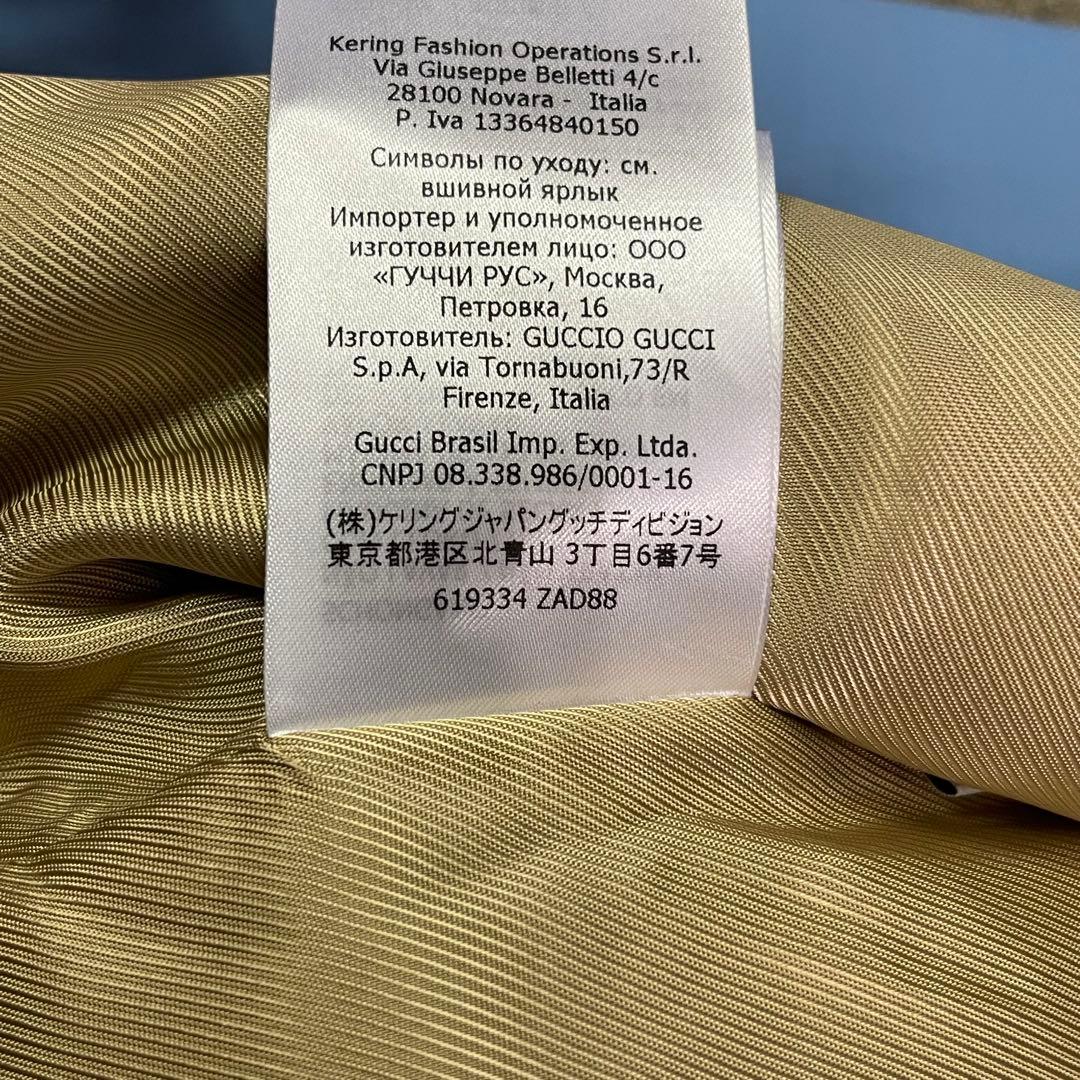 Kering Fashion Operations S.r.l.
Via Giuseppe Belletti 4/c
28100 Novara - Italia
P. Iva 13364840150
Символы по уходу: см.
вшивной ярлык
Импортер и уполномоченное
изготовителем лицо: ООО
«ГУЧЧИ РУС», Москва,
Петровка, 16
Изготовитель: GUCCIO GUCCI
S.p.A, via Tornabuoni,73/R
Firenze, Italia
Gucci Brasil Imp. Exp. Ltda.
CNPJ 08.338.986/0001-16
(株)ケリングジャパングッチディビジョン
東京都港区北青山 3丁目6番7号
619334 ZAD88